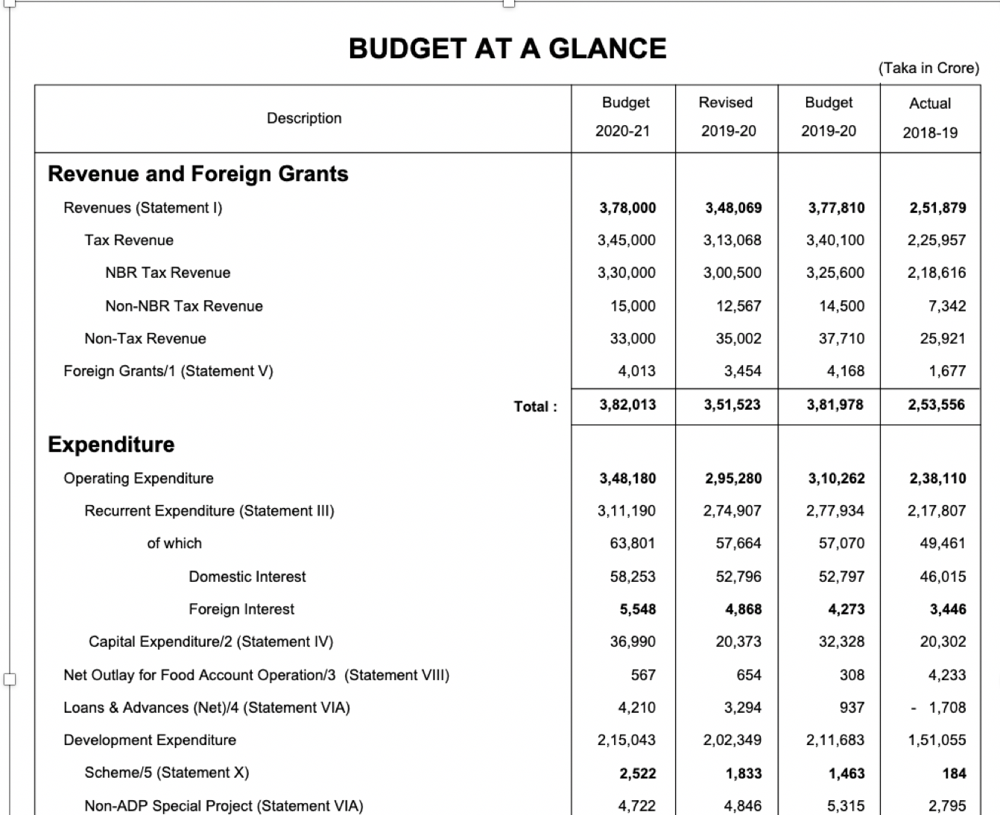 BUDGET AT A GLANCE
(Taka in Crore)
Description Budget 2020-21 Revised 2019-20 Budget 2019-20 Actual 2018-19
Revenue and Foreign Grants
Revenues (Statement I) 3,78,000 3,48,069 3,77,810 2,51,879
Tax Revenue 3,45,000 3,13,068 3,40,100 2,25,957
NBR Tax Revenue 3,30,000 3,00,500 3,25,600 2,18,616
Non-NBR Tax Revenue 15,000 12,567 14,500 7,342
Non-Tax Revenue 33,000 35,002 37,710 25,921
Foreign Grants/1 (Statement V) 4,013 3,454 4,168 1,677
Total : 3,82,013 3,51,523 3,81,978 2,53,556
Expenditure
Operating Expenditure 3,48,180 2,95,280 3,10,262 2,38,110
Recurrent Expenditure (Statement III) 3,11,190 2,74,907 2,77,934 2,17,807
of which 63,801 57,664 57,070 49,461
Domestic Interest 58,253 52,796 52,797 46,015
Foreign Interest 5,548 4,868 4,273 3,446
Capital Expenditure/2 (Statement IV) 36,990 20,373 32,328 20,302
Net Outlay for Food Account Operation/3 (Statement VIII) 567 654 308 4,233
Loans & Advances (Net)/4 (Statement VIA) 4,210 3,294 937 - 1,708
Development Expenditure 2,15,043 2,02,349 2,11,683 1,51,055
Scheme/5 (Statement X) 2,522 1,833 1,463 184
Non-ADP Special Project (Statement VIA) 4,722 4,846 5,315 2,795